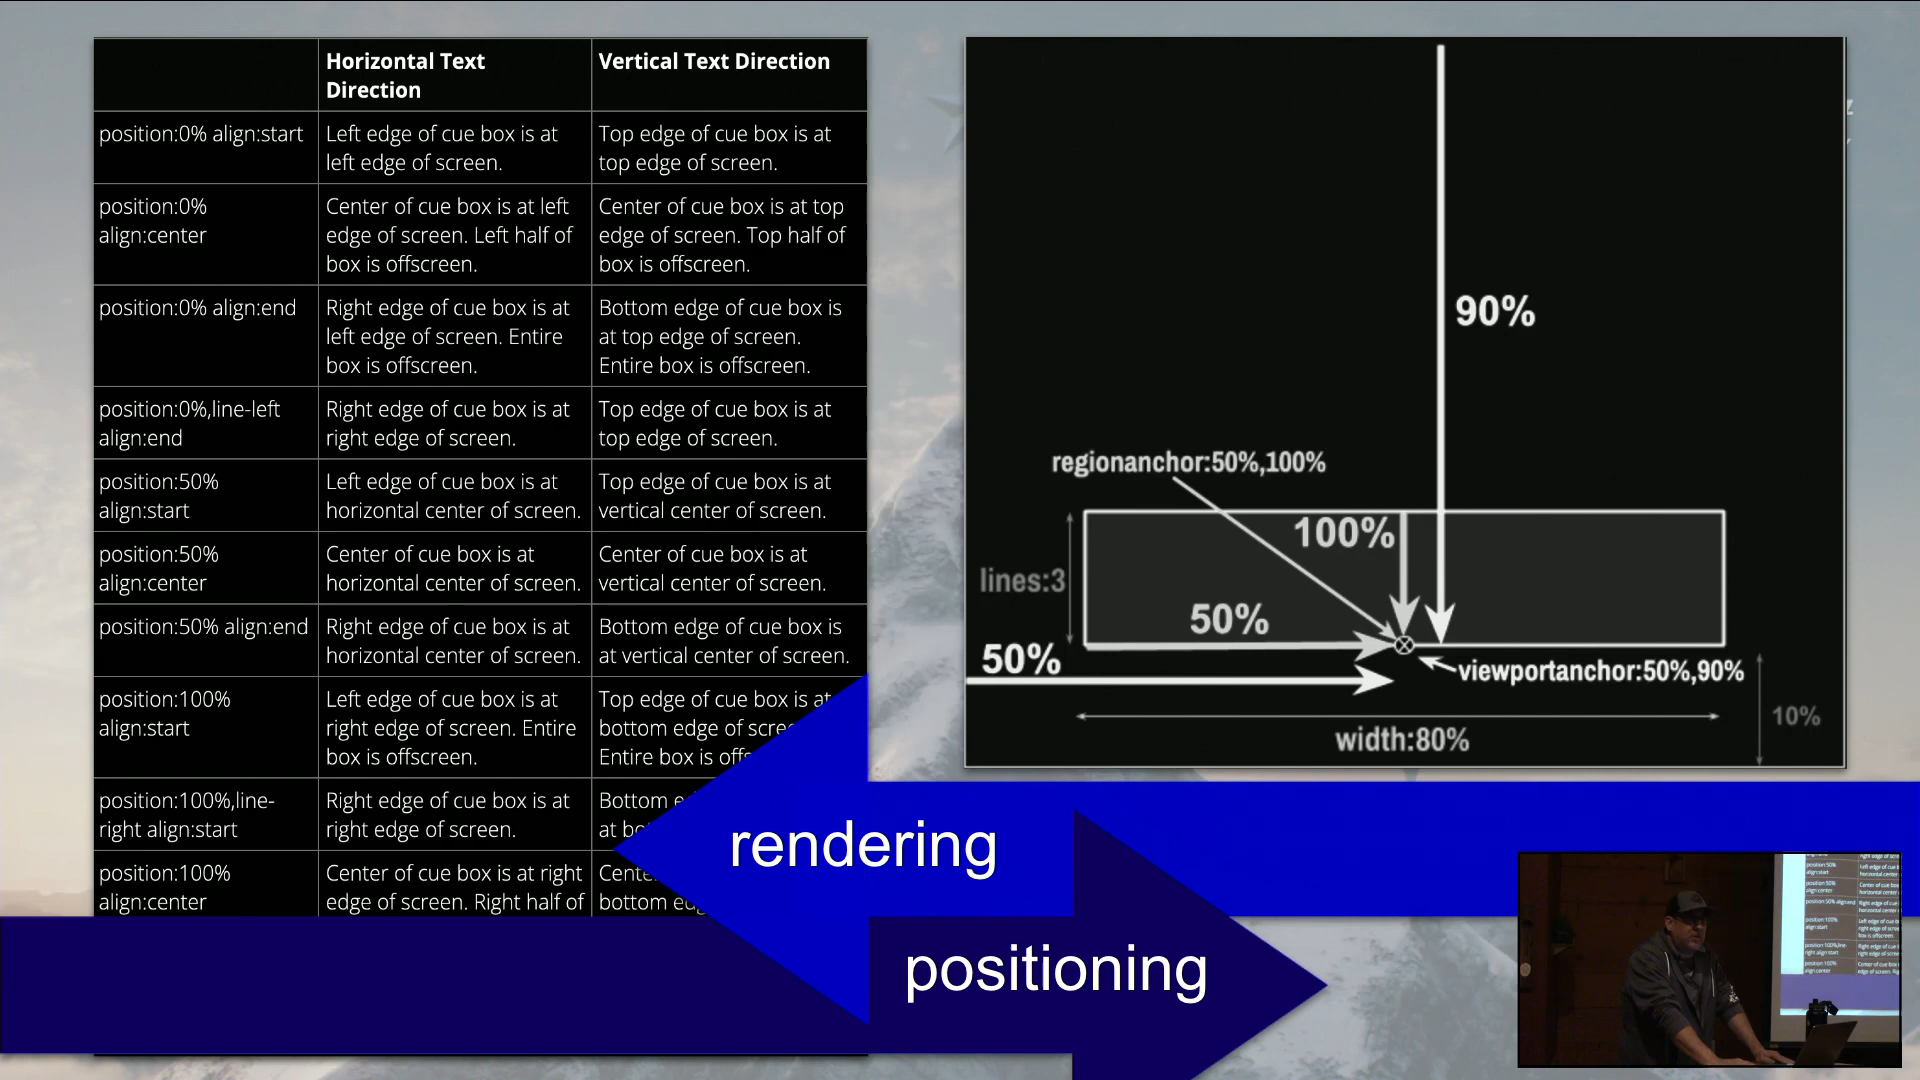 Horizontal Text
Direction
Vertical Text Direction
position:0% align:start
Left edge of cue box is at
left edge of screen.
Top edge of cue box is at
top edge of screen.
position:0%
align:center
Center of cue box is at left
edge of screen. Left half of
box is offscreen.
Center of cue box is at top
edge of screen. Top half of
box is offscreen.
position:0% align:end
Right edge of cue box is at
left edge of screen. Entire
box is offscreen.
Bottom edge of cue box is
at top edge of screen.
Entire box is offscreen.
position:0%,line-left
align:end
Right edge of cue box is at
right edge of screen.
Top edge of cue box is at
top edge of screen.
position:50%
align:start
Left edge of cue box is at
horizontal center of screen.
Top edge of cue box is at
vertical center of screen.
position:50%
align:center
Center of cue box is at
horizontal center of screen.
Center of cue box is at
vertical center of screen.
position:50% align:end
Right edge of cue box is at
horizontal center of screen.
Bottom edge of cue box is
at vertical center of screen.
position:100%
align:start
Left edge of cue box is at
right edge of screen. Entire
box is offscreen.
Top edge of cue box is at
bottom edge of
Entire box is
position:100%,line-
right align:start
Right edge of cue box is at
right edge of screen.
Bottom
at
position:100%
align:center
Center of cue box is at right
edge of screen. Right half of
bottom
90%
regionanchor:50%,100%
100%
lines:3
50%
50%
viewportanchor:50%,90%
width:80%
10%
rendering
positioning